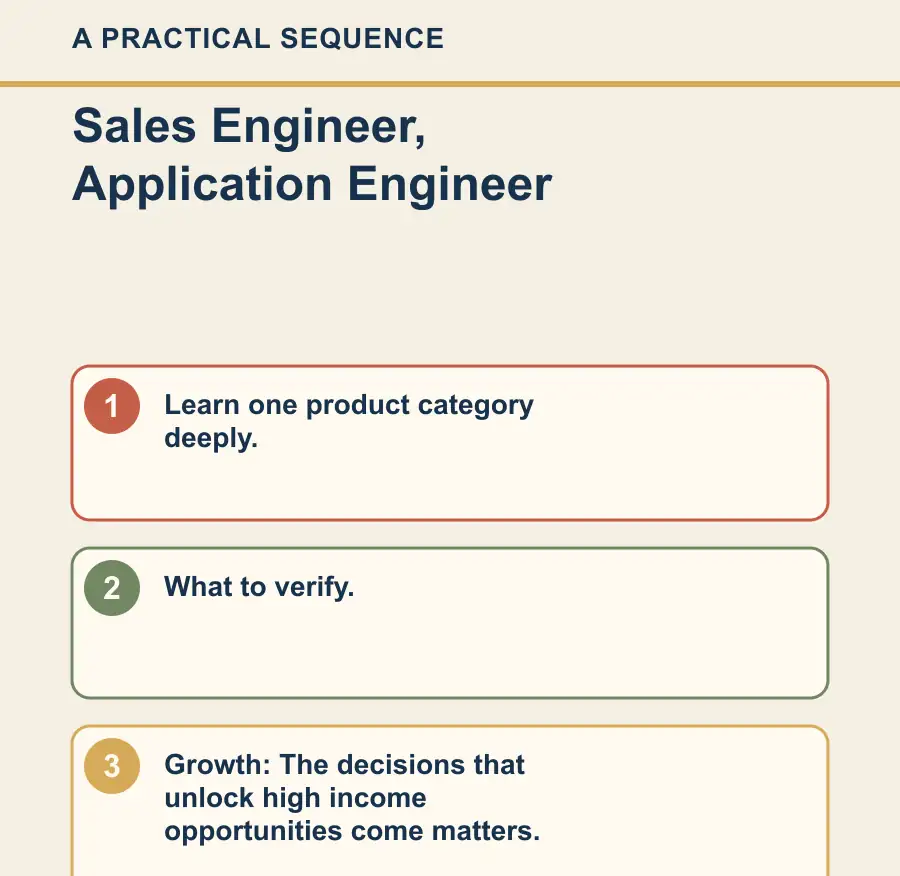 A PRACTICAL SEQUENCE
Sales Engineer,
Application Engineer
1
Learn one product category
deeply.
2
What to verify.
3
Growth: The decisions that
unlock high income
opportunities come matters.